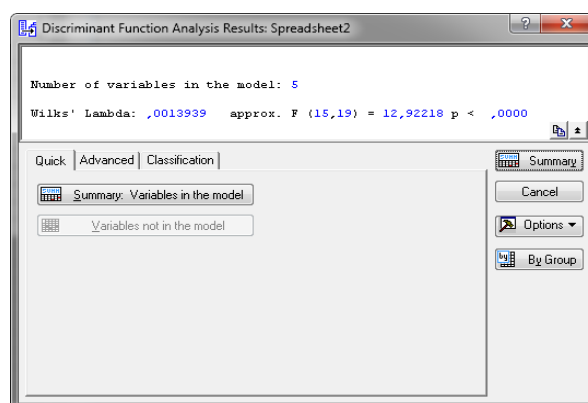 Discriminant Function Analysis Results: Spreadsheet2
Number of variables in the model: 5
Wilks' Lambda: ,0013939 approx. F (15,19) = 12,92218 p < ,0000
Quick Advanced Classification
Summary: Variables in the model
Variables not in the model
Summary
Cancel
Options
By Group